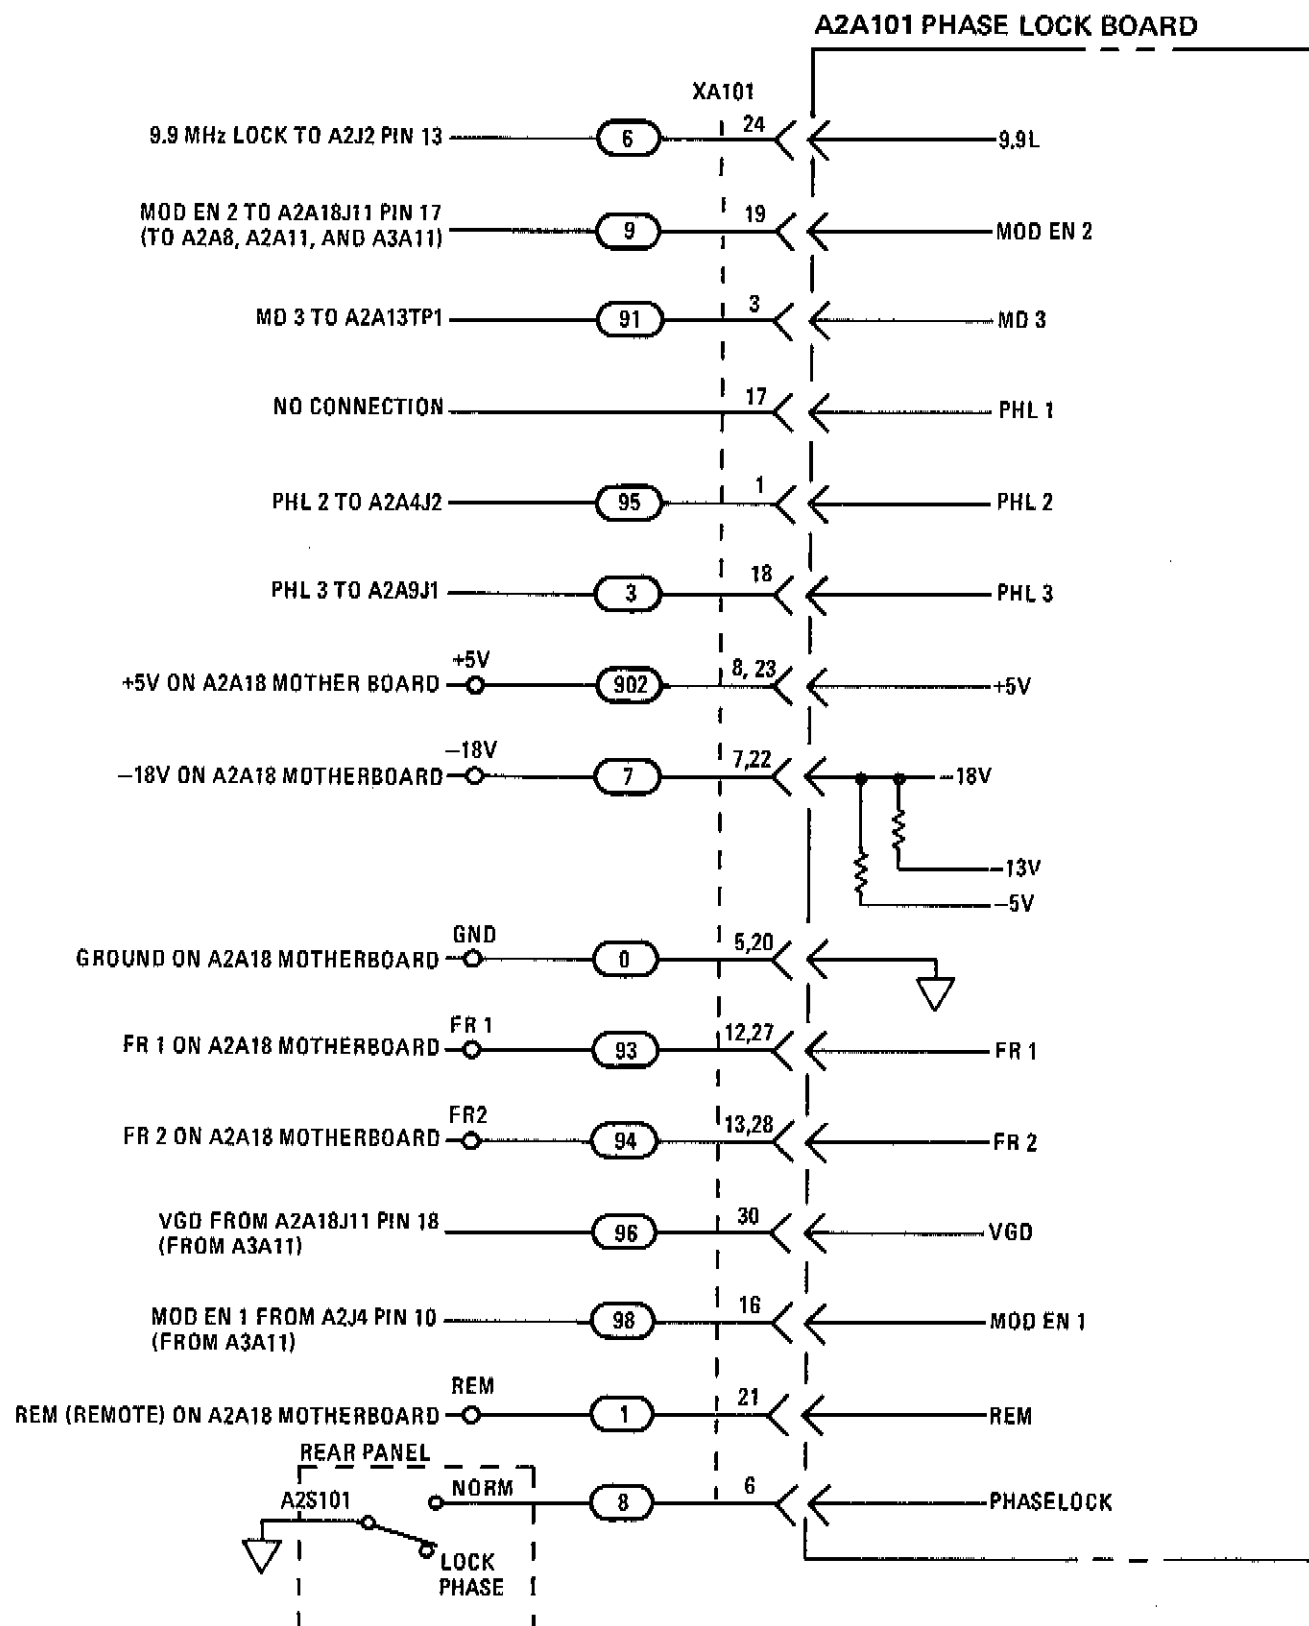 A2A101 PHASE LOCK BOARD
XA101
9.9 MHz LOCK TO A2J2 PIN 13 6 24 9.9L
MOD EN 2 TO A2A18J11 PIN 17
(TO A2A8, A2A11, AND A3A11) 9 19 MOD EN 2
MD 3 TO A2A13TP1 91 3 MD 3
NO CONNECTION 17 PHL 1
PHL 2 TO A2A4J2 95 1 PHL 2
PHL 3 TO A2A9J1 3 18 PHL 3
+5V
+5V ON A2A18 MOTHER BOARD 902 8, 23 +5V
–18V
–18V ON A2A18 MOTHERBOARD 7 7,22 –18V
–13V
–5V
GND
GROUND ON A2A18 MOTHERBOARD 0 5,20
FR 1
FR 1 ON A2A18 MOTHERBOARD 93 12,27 FR 1
FR2
FR 2 ON A2A18 MOTHERBOARD 94 13,28 FR 2
VGD FROM A2A18J11 PIN 18
(FROM A3A11) 96 30 VGD
MOD EN 1 FROM A2J4 PIN 10
(FROM A3A11) 98 16 MOD EN 1
REM
REM (REMOTE) ON A2A18 MOTHERBOARD 1 21 REM
REAR PANEL
A2S101 NORM 8 6 PHASELOCK
LOCK
PHASE